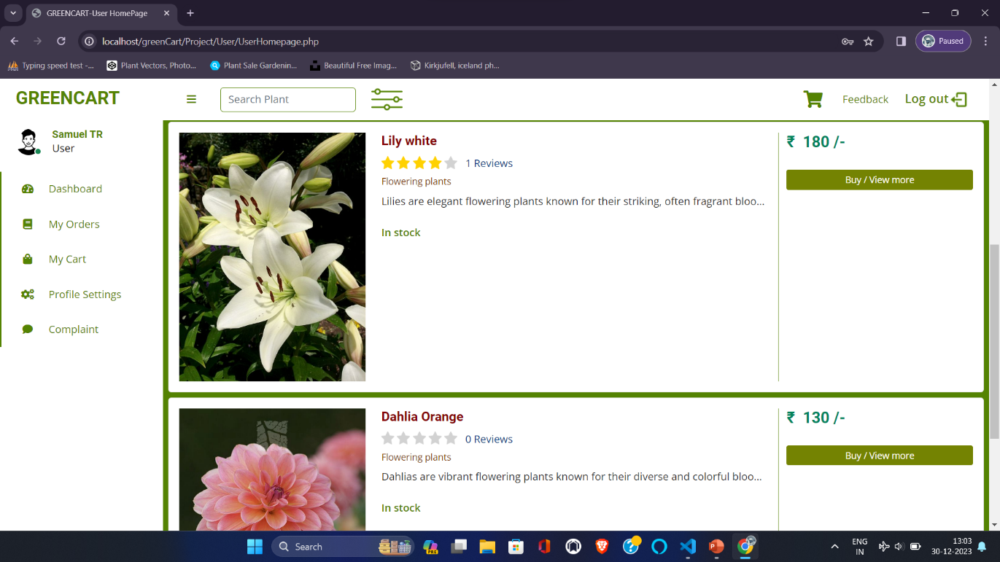 GREENCART-User HomePage
localhost/greenCart/Project/User/UserHomepage.php
Paused
Typing speed test -...
Plant Vectors, Photo...
Plant Sale Gardenin...
Beautiful Free Imag...
Kirkjufell, iceland ph...
GREENCART
Search Plant
Feedback
Log out
Samuel TR
User
Dashboard
My Orders
My Cart
Profile Settings
Complaint
Lily white
1 Reviews
Flowering plants
Lilies are elegant flowering plants known for their striking, often fragrant bloo...
In stock
₹ 180 /-
Buy / View more
Dahlia Orange
0 Reviews
Flowering plants
Dahlias are vibrant flowering plants known for their diverse and colorful bloo...
In stock
₹ 130 /-
Buy / View more
Search
PRE
ENG
IN
13:03
30-12-2023